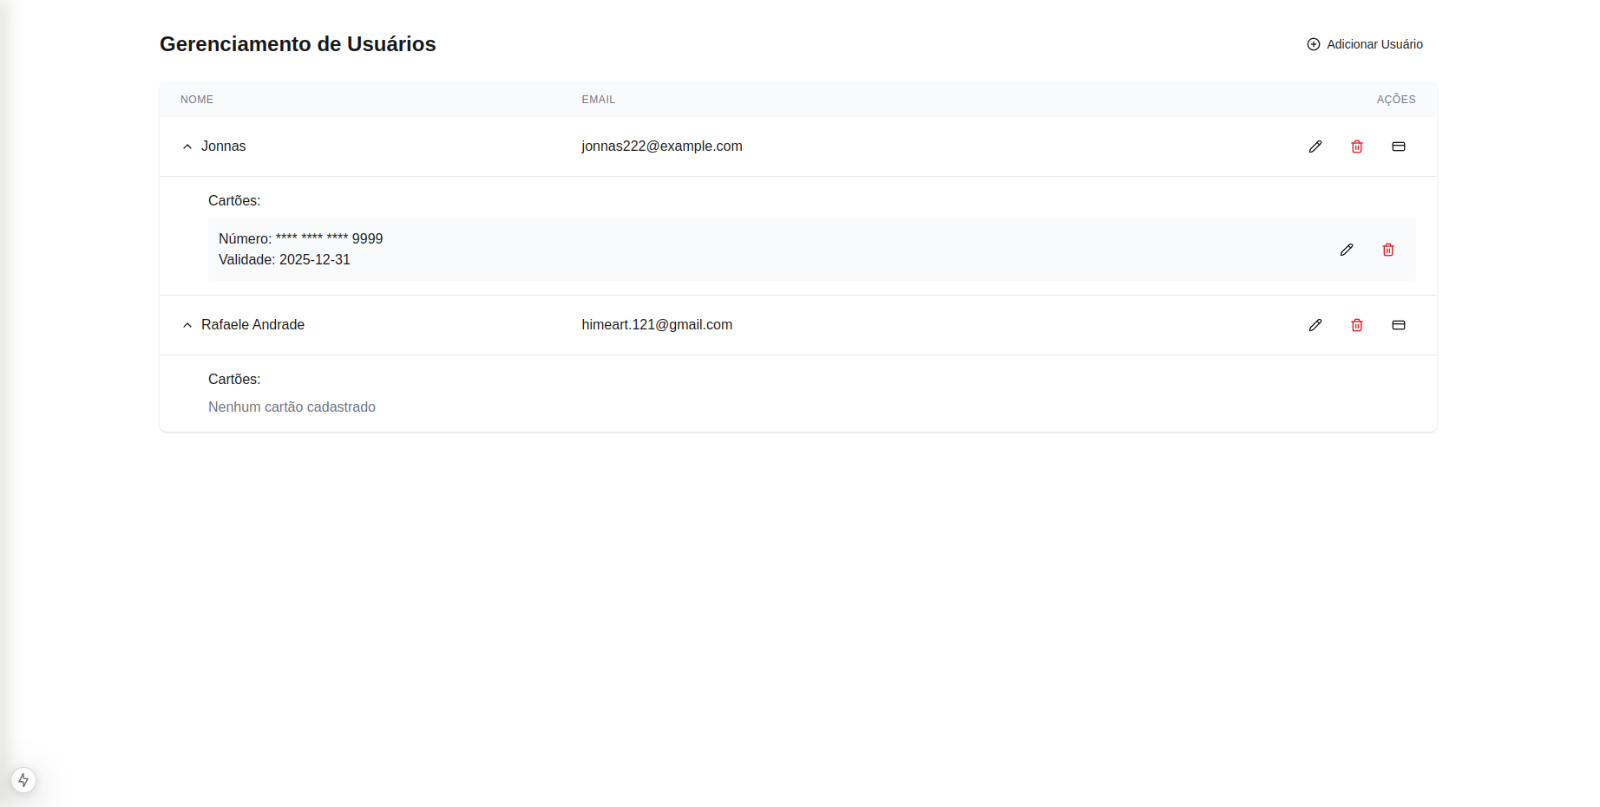 Gerenciamento de Usuários
Adicionar Usuário
NOME EMAIL AÇÕES
Jonnas jonnas222@example.com
Cartões:
Número: **** **** **** 9999
Validade: 2025-12-31
Rafaele Andrade himeart.121@gmail.com
Cartões:
Nenhum cartão cadastrado